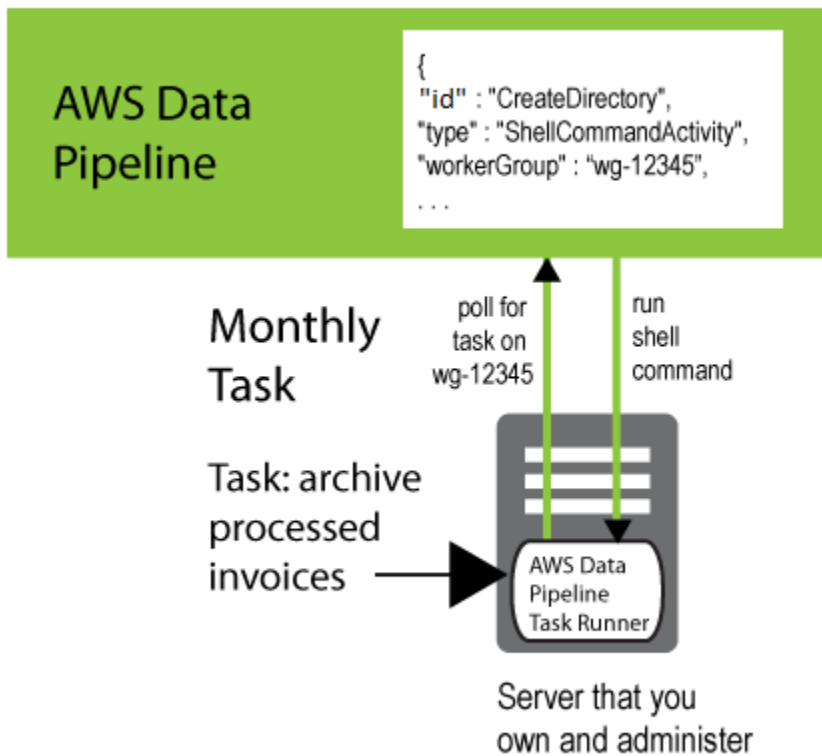 AWS Data
Pipeline
{
"id" : "CreateDirectory",
"type" : "ShellCommandActivity",
"workerGroup" : “wg-12345”,
. . .
Monthly
Task
poll for
task on
wg-12345
run
shell
command
Task: archive
processed
invoices
AWS Data
Pipeline
Task Runner
Server that you
own and administer